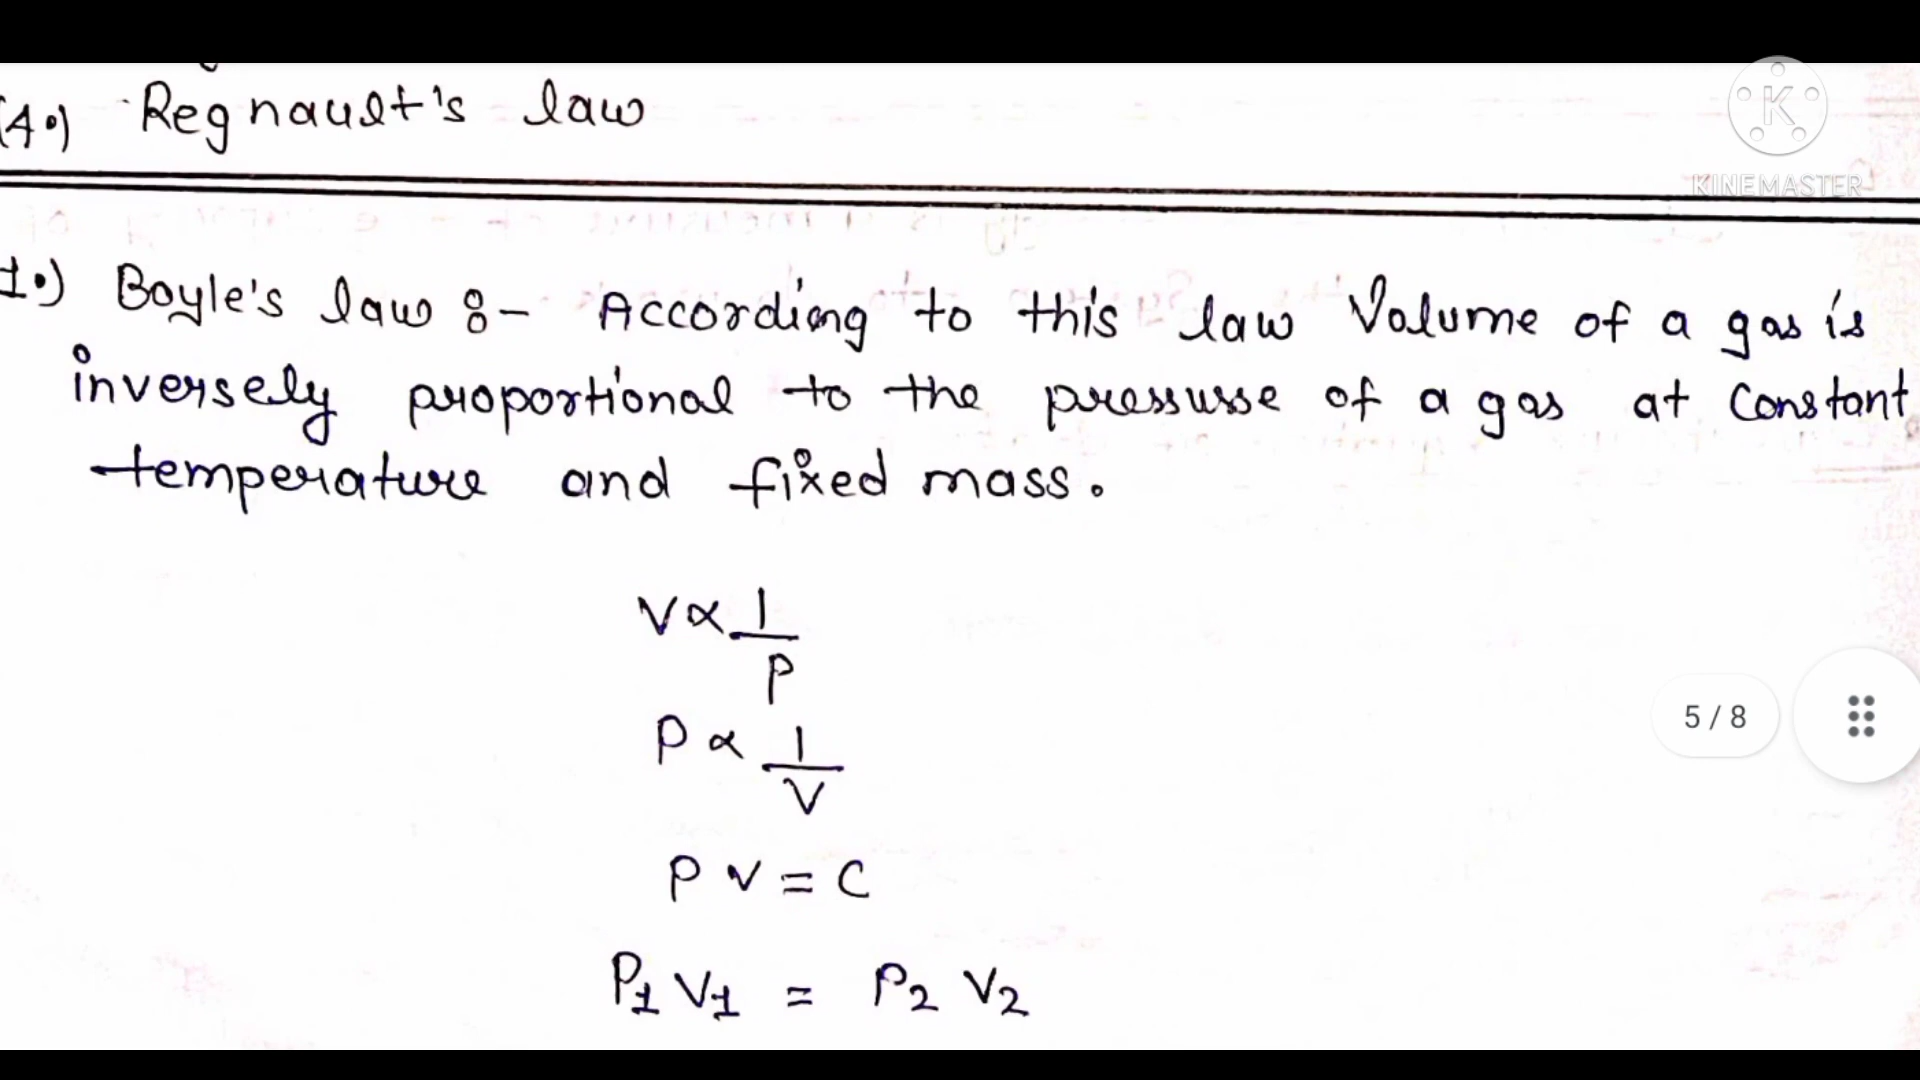 (4.) Regnault's law
KINEMASTER
1.) Boyle's law :- According to this law Volume of a gas is
inversely proportional to the pressure of a gas at constant
temperature and fixed mass.
V ∝ 1/P
P ∝ 1/V
5 / 8
P V = C
P1 V1 = P2 V2